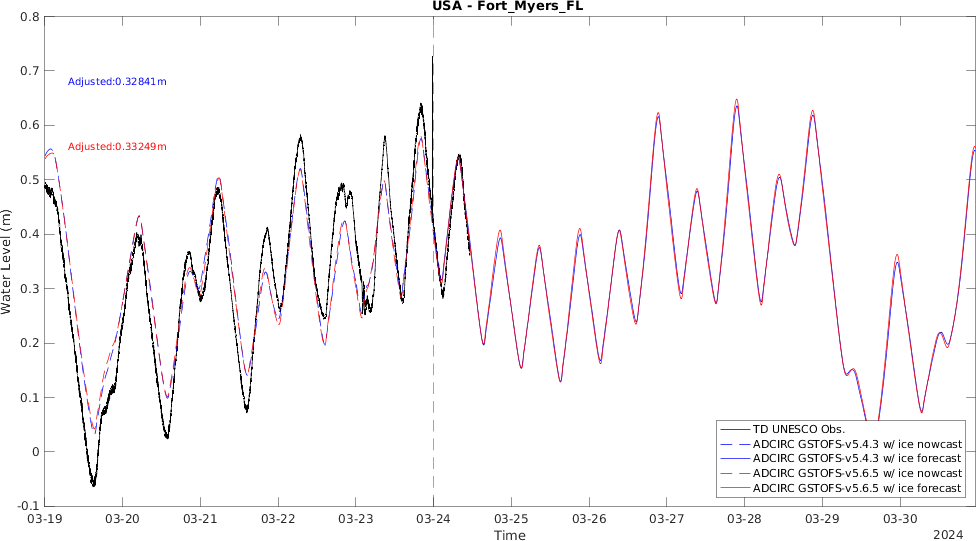 USA - Fort_Myers_FL
0.8
0.7
0.6
0.5
0.4
0.3
0.2
0.1
0
-0.1
Water Level (m)
Adjusted:0.32841m
Adjusted:0.33249m
TD UNESCO Obs.
ADCIRC GSTOFS-v5.4.3 w/ ice nowcast
ADCIRC GSTOFS-v5.4.3 w/ ice forecast
ADCIRC GSTOFS-v5.6.5 w/ ice nowcast
ADCIRC GSTOFS-v5.6.5 w/ ice forecast
03-19 03-20 03-21 03-22 03-23 03-24 03-25 03-26 03-27 03-28 03-29 03-30
Time
2024